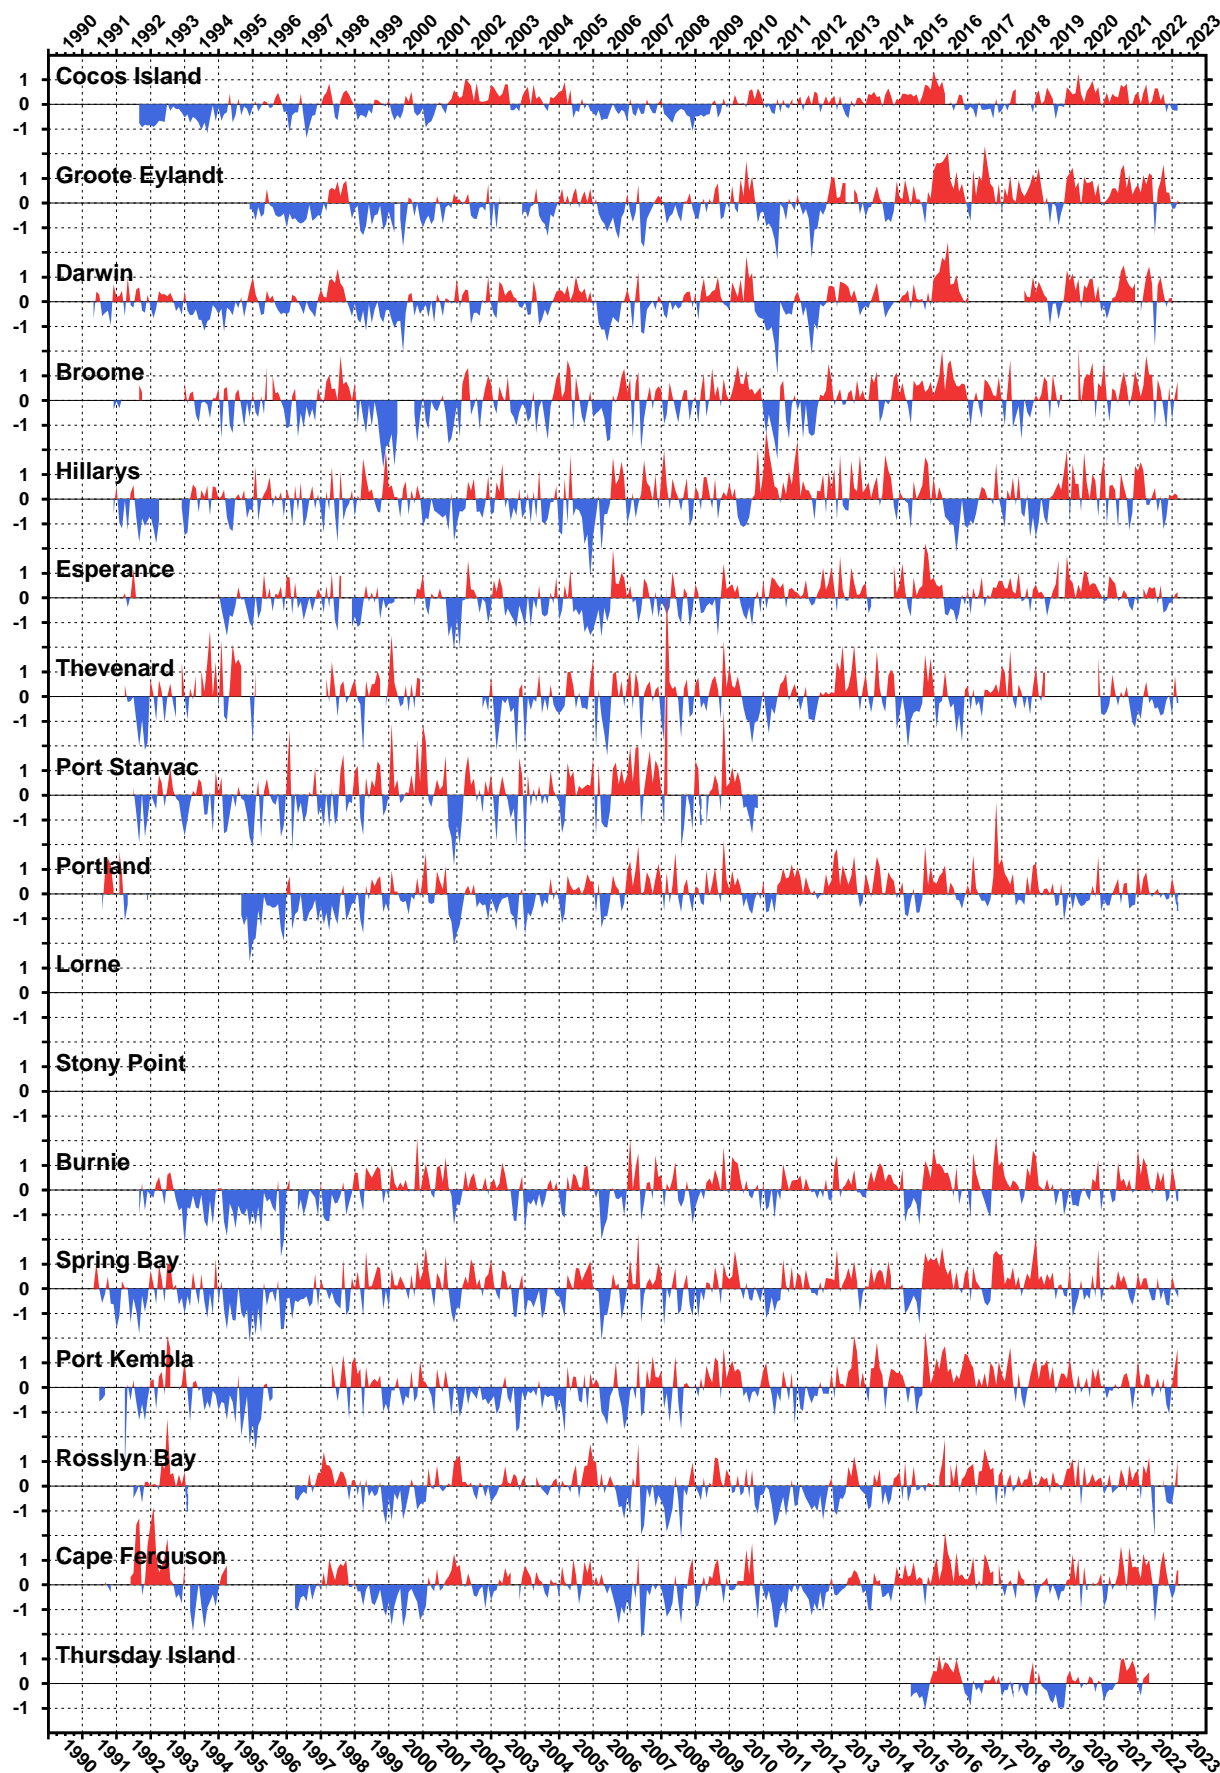 1990 1991 1992 1993 1994 1995 1996 1997 1998 1999 2000 2001 2002 2003 2004 2005 2006 2007 2008 2009 2010 2011 2012 2013 2014 2015 2016 2017 2018 2019 2020 2021 2022 2023
Cocos Island
1
0
-1
Groote Eylandt
1
0
-1
Darwin
1
0
-1
Broome
1
0
-1
Hillarys
1
0
-1
Esperance
1
0
-1
Thevenard
1
0
-1
Port Stanvac
1
0
-1
Portland
1
0
-1
Lorne
1
0
-1
Stony Point
1
0
-1
Burnie
1
0
-1
Spring Bay
1
0
-1
Port Kembla
1
0
-1
Rosslyn Bay
1
0
-1
Cape Ferguson
1
0
-1
Thursday Island
1
0
-1
1990 1991 1992 1993 1994 1995 1996 1997 1998 1999 2000 2001 2002 2003 2004 2005 2006 2007 2008 2009 2010 2011 2012 2013 2014 2015 2016 2017 2018 2019 2020 2021 2022 2023